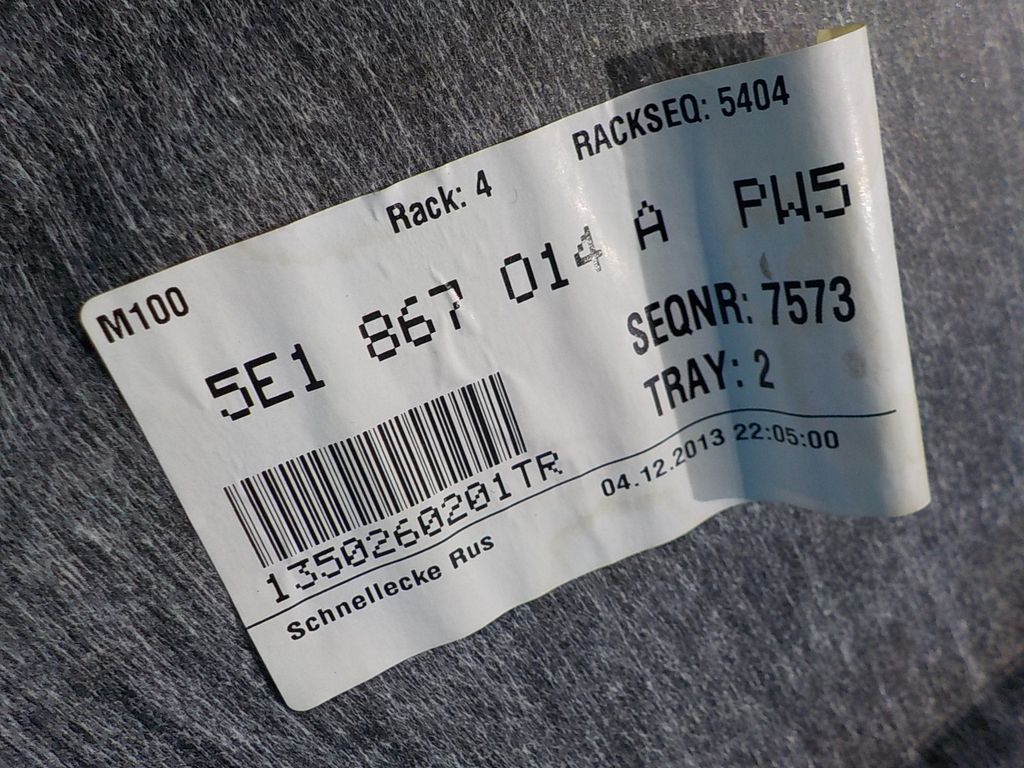 M100 Rack: 4 RACKSEQ: 5404
5E1 867 014 A PW5
SEQNR: 7573
TRAY: 2
1350260201TR
Schnellecke Rus 04.12.2013 22:05:00